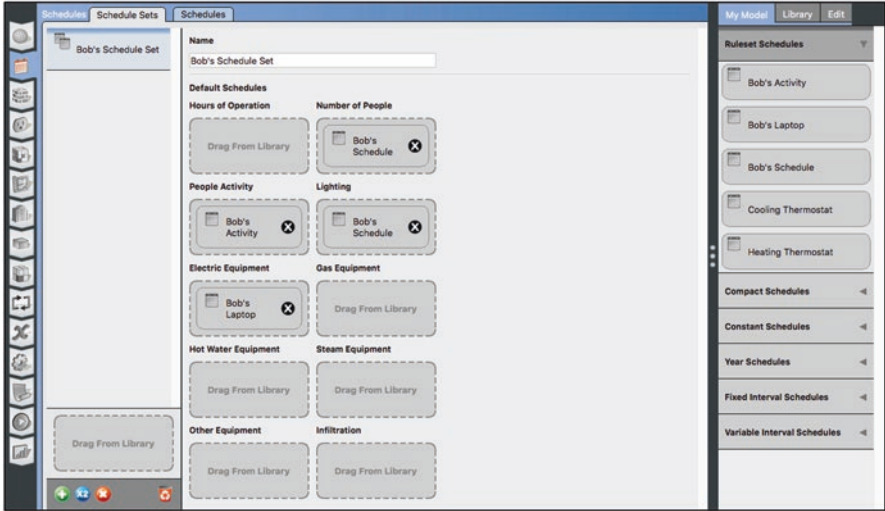 Schedules
Schedule Sets
Schedules
My Model
Library
Edit
Bob's Schedule Set
Name
Bob's Schedule Set
Default Schedules
Hours of Operation
Number of People
Drag From Library
Bob's
Schedule
People Activity
Lighting
Bob's
Activity
Bob's
Schedule
Electric Equipment
Gas Equipment
Bob's
Laptop
Drag From Library
Hot Water Equipment
Steam Equipment
Drag From Library
Drag From Library
Other Equipment
Infiltration
Drag From Library
Drag From Library
Drag From Library
x2
Ruleset Schedules
Bob's Activity
Bob's Laptop
Bob's Schedule
Cooling Thermostat
Heating Thermostat
Compact Schedules
Constant Schedules
Year Schedules
Fixed Interval Schedules
Variable Interval Schedules